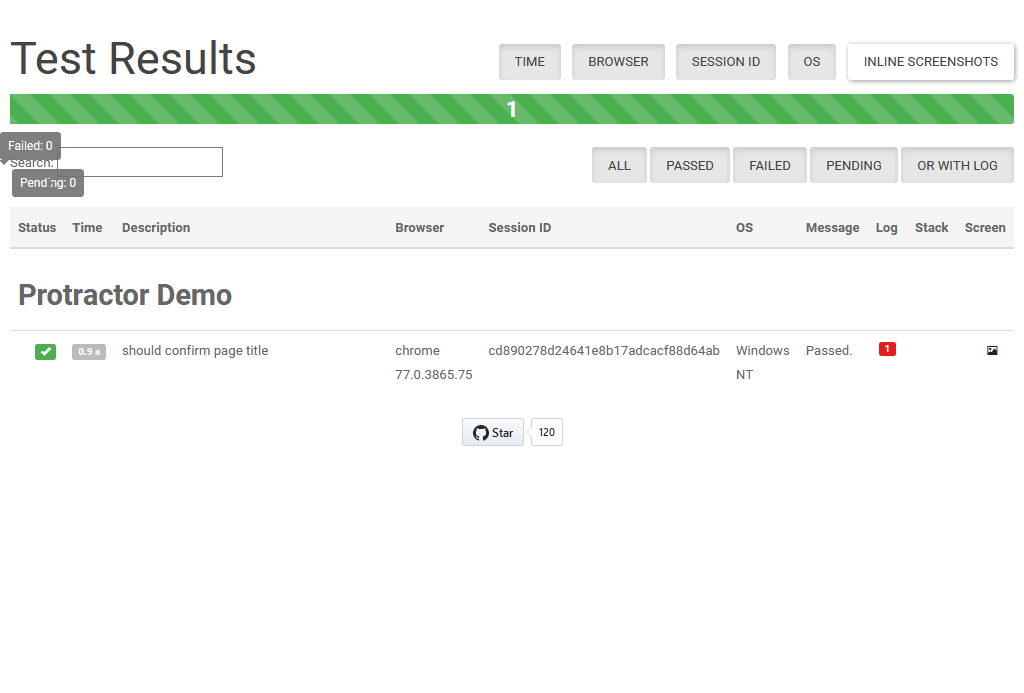 Test Results
TIME BROWSER SESSION ID OS INLINE SCREENSHOTS
1
Failed: 0
Search:
Pending: 0
ALL PASSED FAILED PENDING OR WITH LOG
Status Time Description Browser Session ID OS Message Log Stack Screen
Protractor Demo
0.9 s should confirm page title chrome cd890278d24641e8b17adcacf88d64ab Windows Passed. 1
77.0.3865.75 NT
Star 120